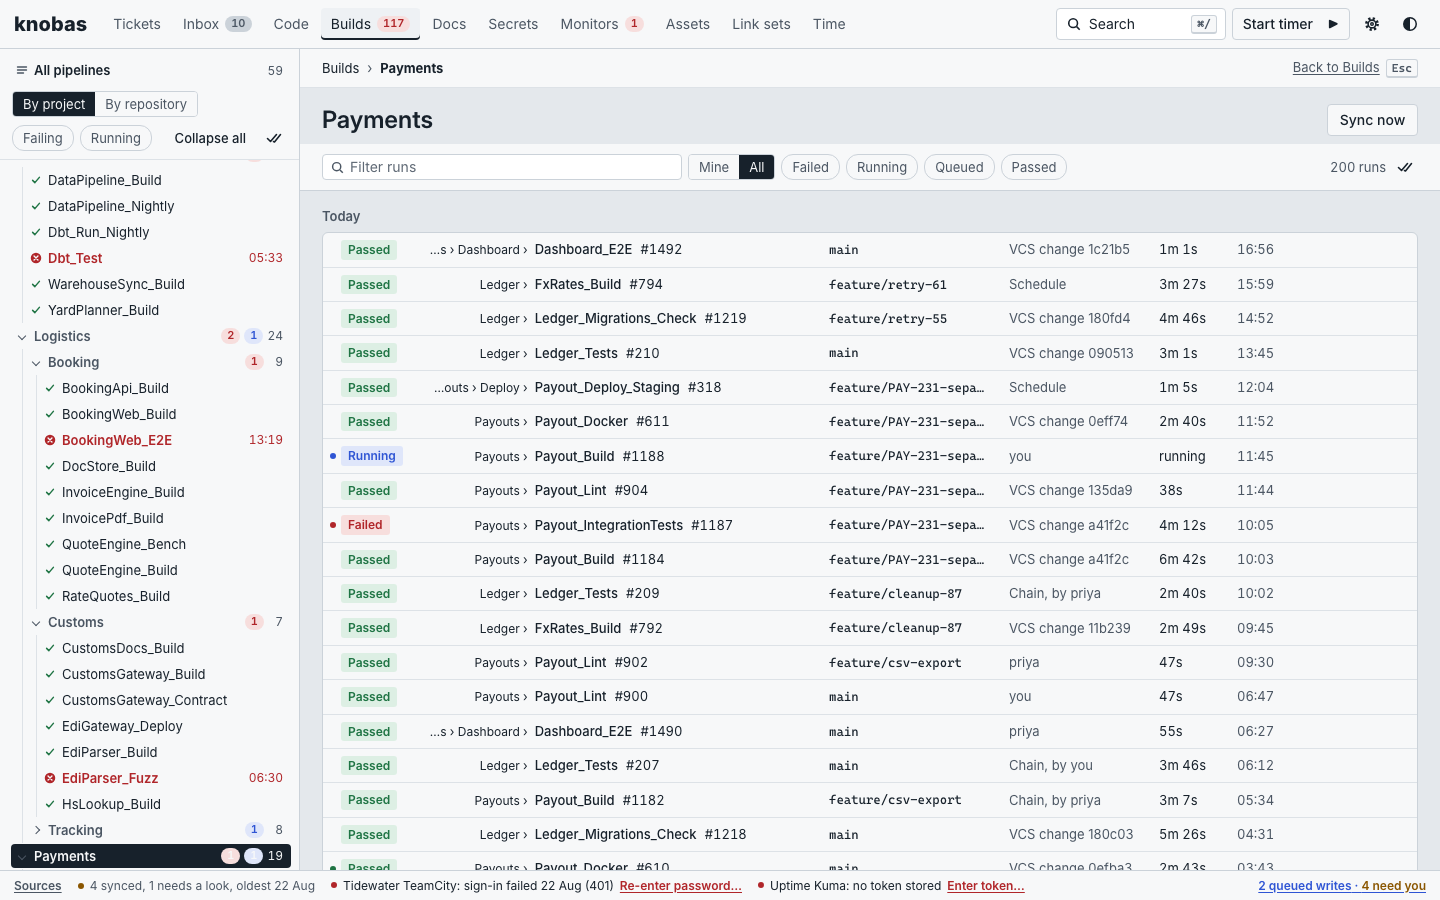 knobas Tickets Inbox 10 Code Builds 117 Docs Secrets Monitors 1 Assets Link sets Time Search ⌘/ Start timer
All pipelines 59
By project By repository
Failing Running Collapse all
DataPipeline_Build
DataPipeline_Nightly
Dbt_Run_Nightly
Dbt_Test 05:33
WarehouseSync_Build
YardPlanner_Build
Logistics 2 1 24
Booking 1 9
BookingApi_Build
BookingWeb_Build
BookingWeb_E2E 13:19
DocStore_Build
InvoiceEngine_Build
InvoicePdf_Build
QuoteEngine_Bench
QuoteEngine_Build
RateQuotes_Build
Customs 1 7
CustomsDocs_Build
CustomsGateway_Build
CustomsGateway_Contract
EdiGateway_Deploy
EdiParser_Build
EdiParser_Fuzz 06:30
HsLookup_Build
Tracking 1 8
Payments 19
Builds › Payments Back to Builds Esc
Payments Sync now
Filter runs Mine All Failed Running Queued Passed 200 runs
Today
Passed …s › Dashboard › Dashboard_E2E #1492 main VCS change 1c21b5 1m 1s 16:56
Passed Ledger › FxRates_Build #794 feature/retry-61 Schedule 3m 27s 15:59
Passed Ledger › Ledger_Migrations_Check #1219 feature/retry-55 VCS change 180fd4 4m 46s 14:52
Passed Ledger › Ledger_Tests #210 main VCS change 090513 3m 1s 13:45
Passed …outs › Deploy › Payout_Deploy_Staging #318 feature/PAY-231-sepa… Schedule 1m 5s 12:04
Passed Payouts › Payout_Docker #611 feature/PAY-231-sepa… VCS change 0eff74 2m 40s 11:52
Running Payouts › Payout_Build #1188 feature/PAY-231-sepa… you running 11:45
Passed Payouts › Payout_Lint #904 feature/PAY-231-sepa… VCS change 135da9 38s 11:44
Failed Payouts › Payout_IntegrationTests #1187 feature/PAY-231-sepa… VCS change a41f2c 4m 12s 10:05
Passed Payouts › Payout_Build #1184 feature/PAY-231-sepa… VCS change a41f2c 6m 42s 10:03
Passed Ledger › Ledger_Tests #209 feature/cleanup-87 Chain, by priya 2m 40s 10:02
Passed Ledger › FxRates_Build #792 feature/cleanup-87 VCS change 11b239 2m 49s 09:45
Passed Payouts › Payout_Lint #902 feature/csv-export priya 47s 09:30
Passed Payouts › Payout_Lint #900 main you 47s 06:47
Passed …s › Dashboard › Dashboard_E2E #1490 main priya 55s 06:27
Passed Ledger › Ledger_Tests #207 main Chain, by you 3m 46s 06:12
Passed Payouts › Payout_Build #1182 feature/csv-export Chain, by priya 3m 7s 05:34
Passed Ledger › Ledger_Migrations_Check #1218 main VCS change 180c03 5m 26s 04:31
Passed Payouts › Payout_Docker #610 main VCS change 0efba3 2m 43s 03:43
Sources 4 synced, 1 needs a look, oldest 22 Aug Tidewater TeamCity: sign-in failed 22 Aug (401) Re-enter password… Uptime Kuma: no token stored Enter token… 2 queued writes · 4 need you